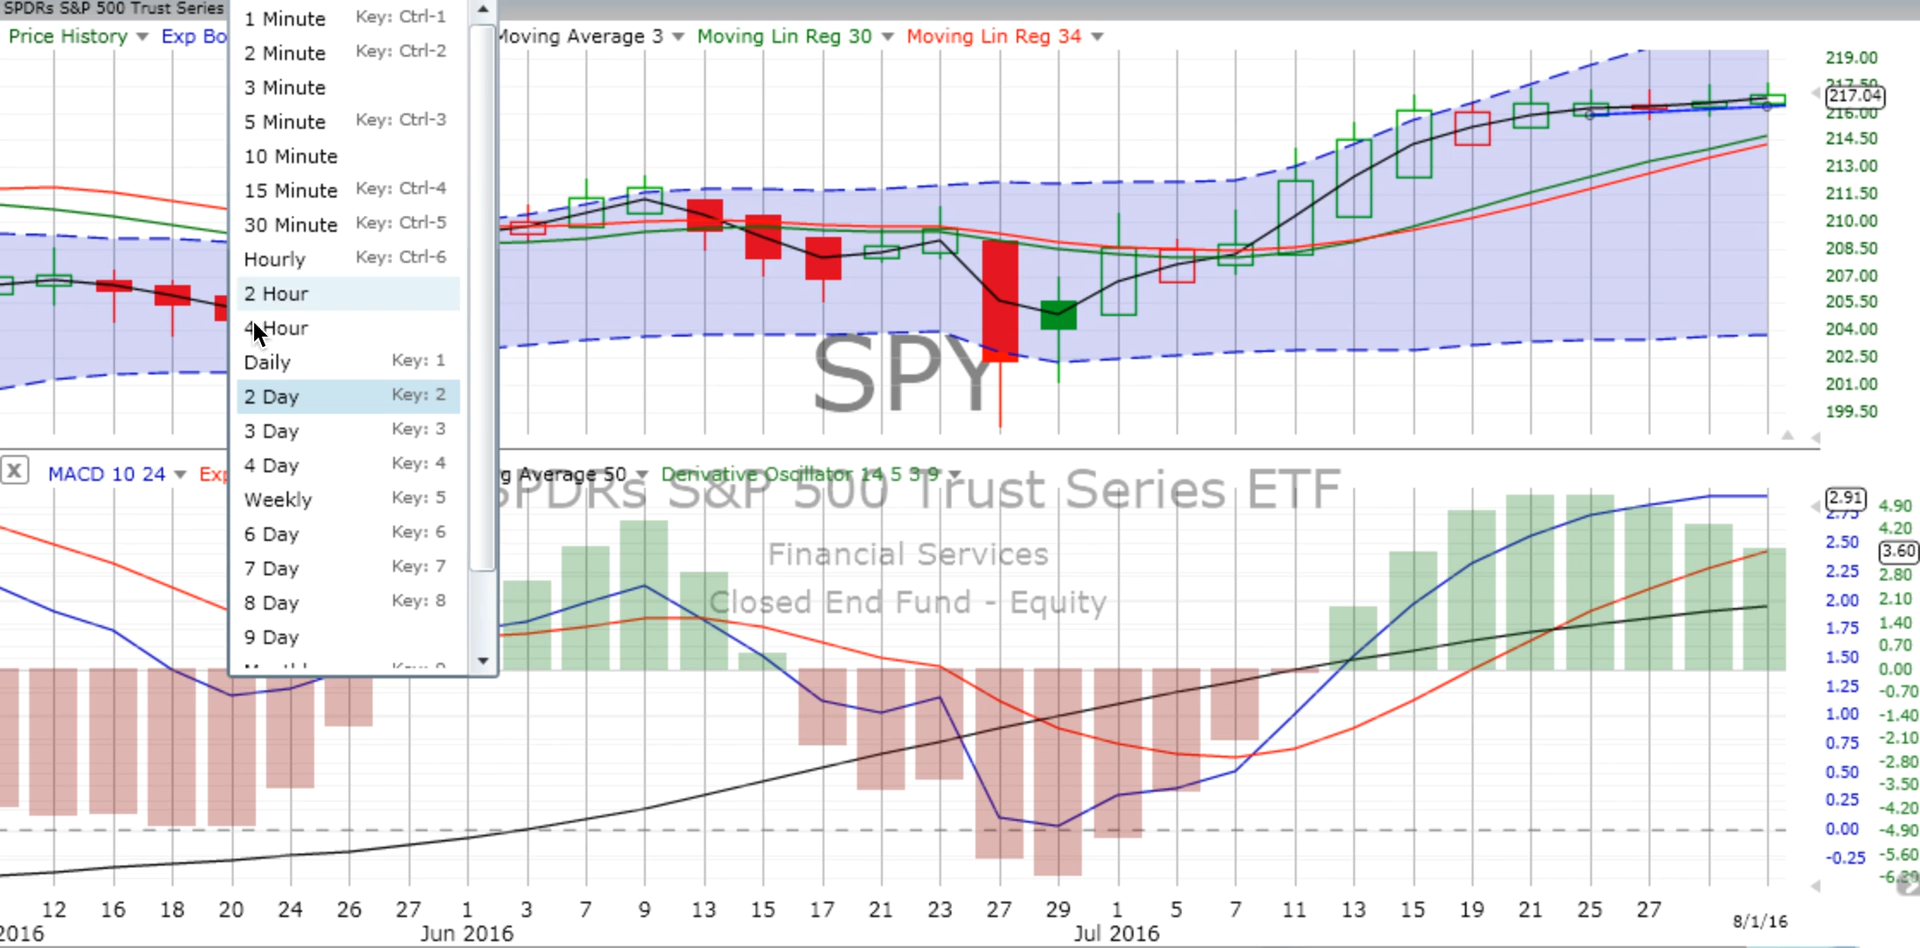 SPDRs S&P 500 Trust Series
Price History Exp Bo
Moving Average 3 Moving Lin Reg 30 Moving Lin Reg 34
1 Minute Key: Ctrl-1
2 Minute Key: Ctrl-2
3 Minute
5 Minute Key: Ctrl-3
10 Minute
15 Minute Key: Ctrl-4
30 Minute Key: Ctrl-5
Hourly Key: Ctrl-6
2 Hour
4 Hour
Daily Key: 1
2 Day Key: 2
3 Day Key: 3
4 Day Key: 4
Weekly Key: 5
6 Day Key: 6
7 Day Key: 7
8 Day Key: 8
9 Day
219.00
217.50
217.04
216.00
214.50
213.00
211.50
210.00
208.50
207.00
205.50
204.00
202.50
201.00
199.50
SPY
X MACD 10 24 Exp
g Average 50 Derivative Oscillator 14 5 3 9
SPDRs S&P 500 Trust Series ETF
Financial Services
Closed End Fund - Equity
2.91
2.75
2.50
2.25
2.00
1.75
1.50
1.25
1.00
0.75
0.50
0.25
0.00
-0.25
4.90
4.20
3.60
2.80
2.10
1.40
0.70
0.00
-0.70
-1.40
-2.10
-2.80
-3.50
-4.20
-4.90
-5.60
12 16 18 20 24 26 27 1 3 7 9 13 15 17 21 23 27 29 1 5 7 11 13 15 19 21 25 27 8/1/16
2016 Jun 2016 Jul 2016